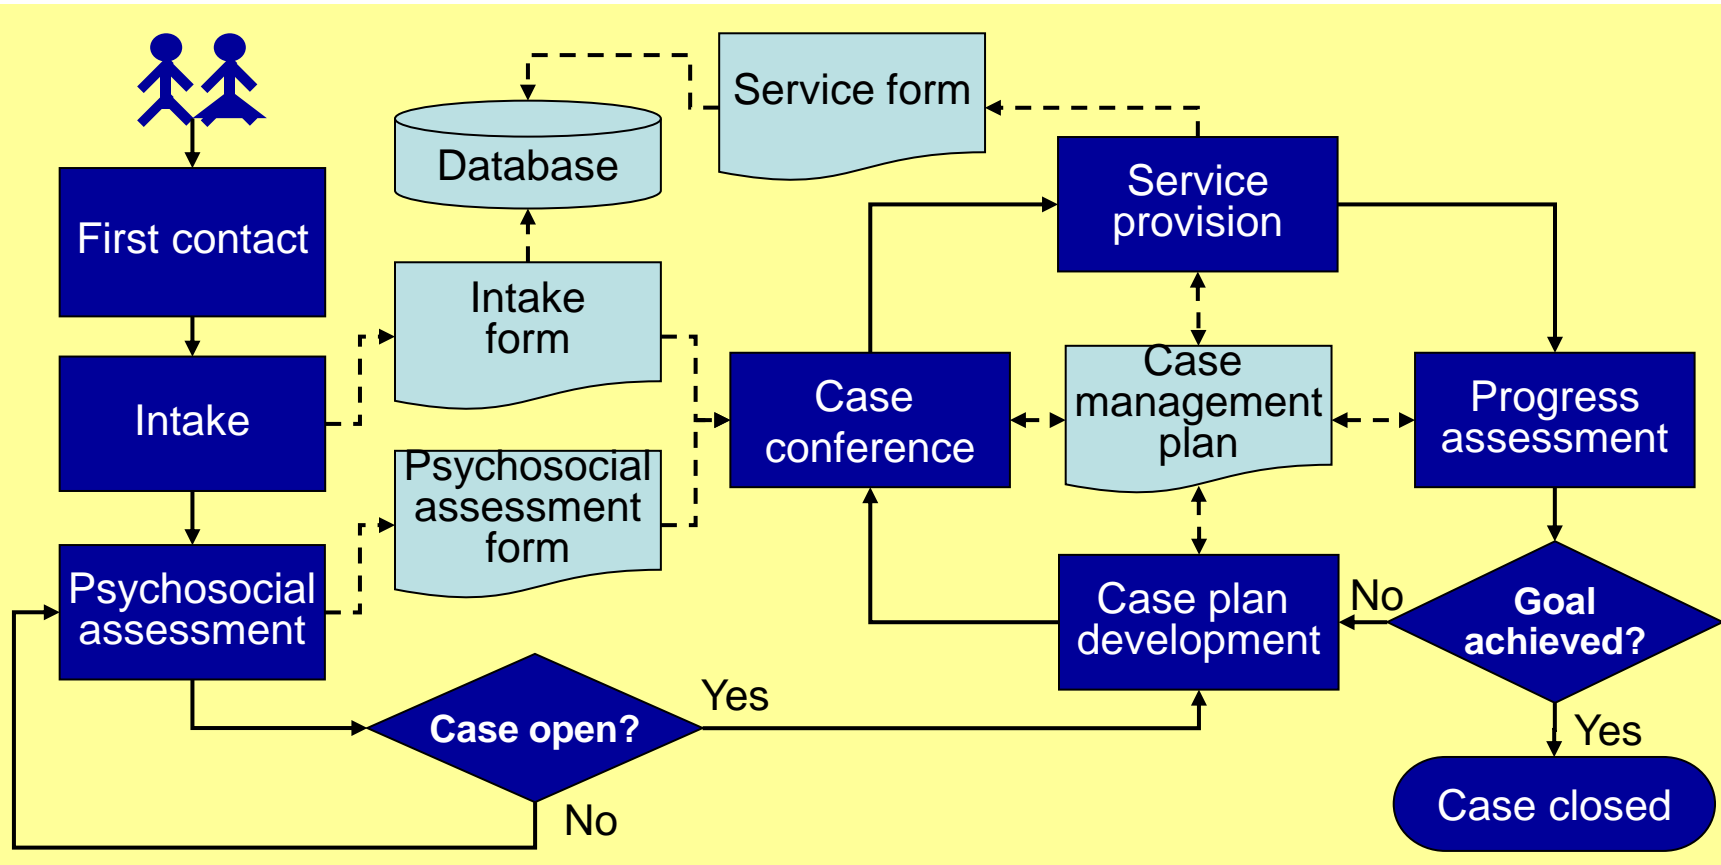 First contact
Intake
Psychosocial
assessment
Database
Intake
form
Psychosocial
assessment
form
Case open?
Yes
No
Service form
Service
provision
Case
conference
Case
management
plan
Progress
assessment
Case plan
development
No
Goal
achieved?
Yes
Case closed